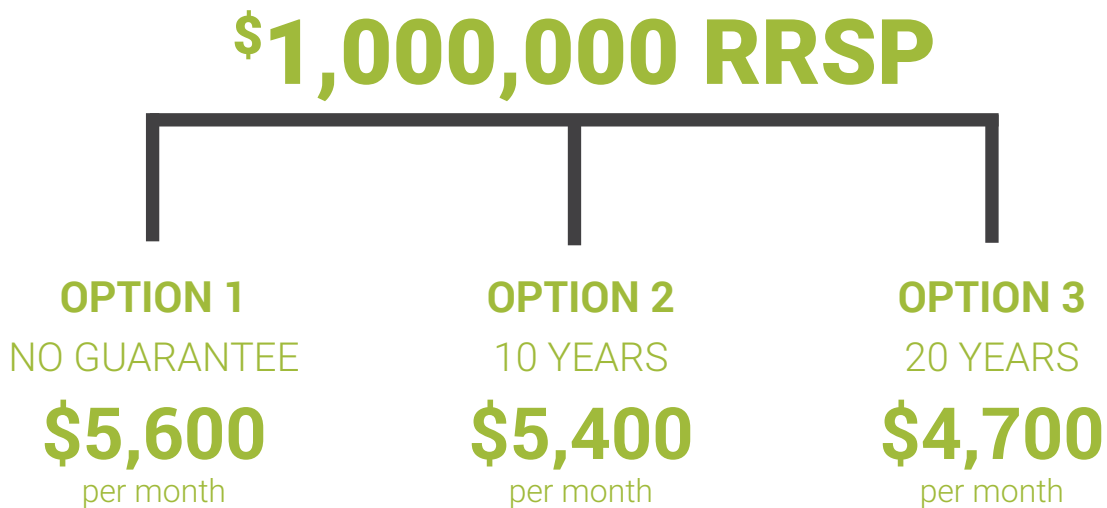 $1,000,000 RRSP
OPTION 1
NO GUARANTEE
$5,600
per month
OPTION 2
10 YEARS
$5,400
per month
OPTION 3
20 YEARS
$4,700
per month